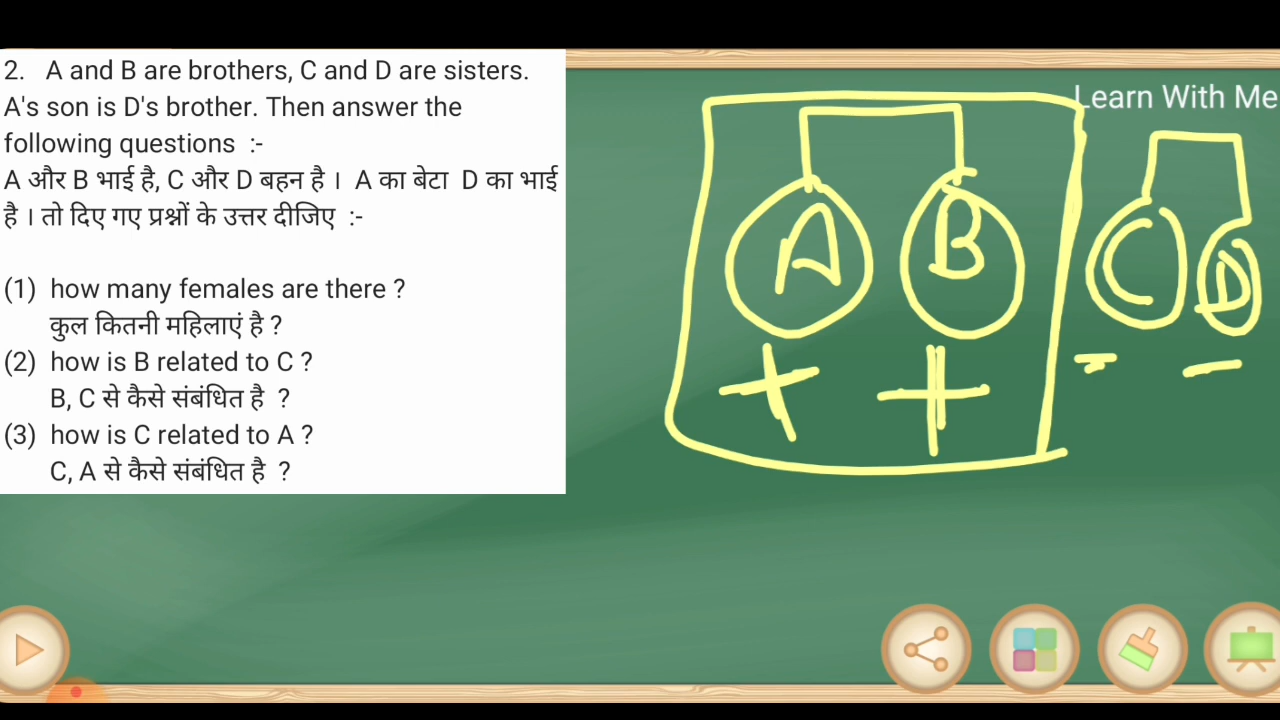 2. A and B are brothers, C and D are sisters.
A's son is D's brother. Then answer the
following questions :-
A और B भाई है, C और D बहन है । A का बेटा D का भाई
है । तो दिए गए प्रश्नों के उत्तर दीजिए :-
(1) how many females are there ?
कुल कितनी महिलाएं है ?
(2) how is B related to C ?
B, C से कैसे संबंधित है ?
(3) how is C related to A ?
C, A से कैसे संबंधित है ?
Learn With Me
A B C D
+ + - -